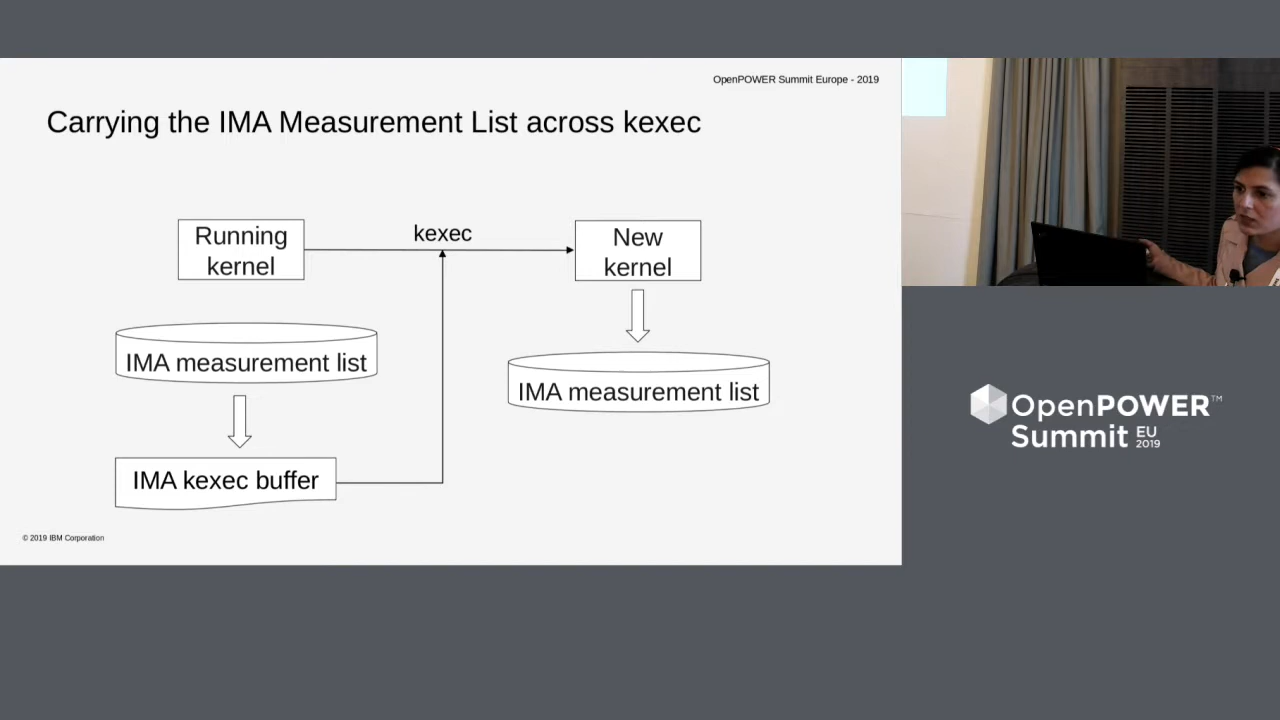 OpenPOWER Summit Europe - 2019
Carrying the IMA Measurement List across kexec
Running
kernel
kexec
New
kernel
IMA measurement list
IMA measurement list
IMA kexec buffer
© 2019 IBM Corporation
OpenPOWER™
Summit EU
2019